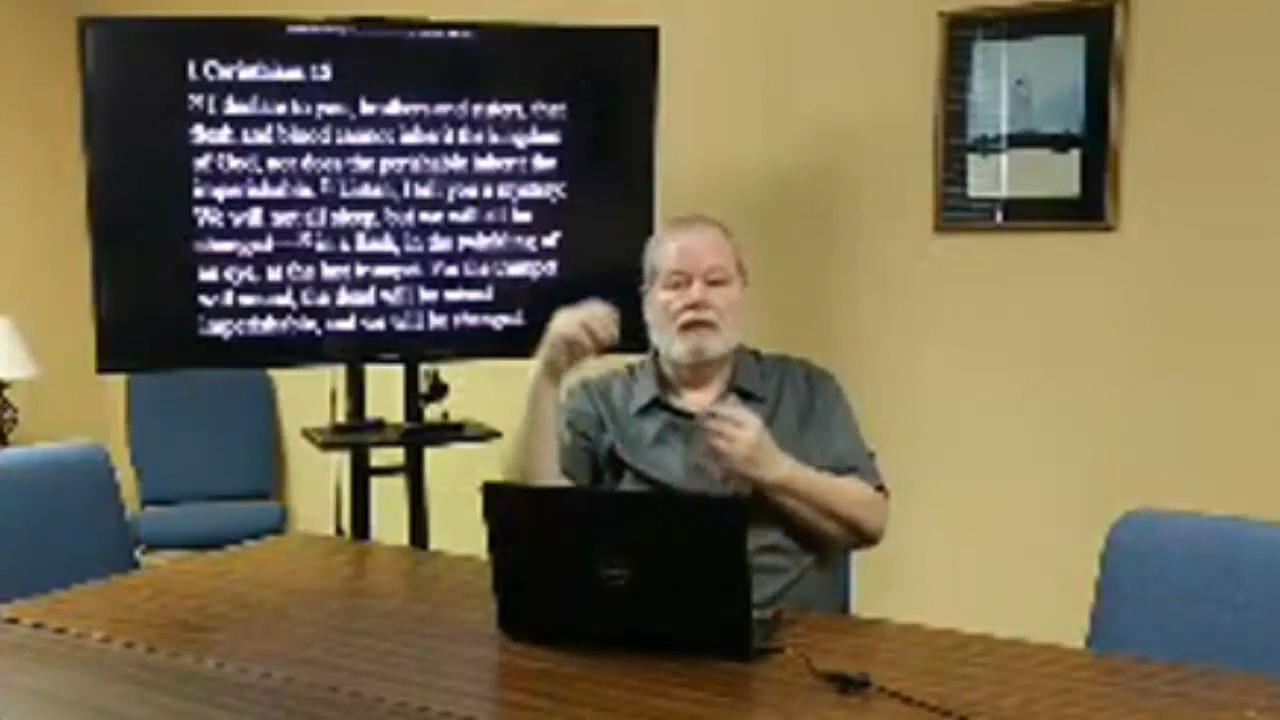 1 Corinthians 15
50 I declare to you, brothers and sisters, that
flesh and blood cannot inherit the kingdom
of God, nor does the perishable inherit the
imperishable. 51 Listen, I tell you a mystery:
We will not all sleep, but we will all be
changed—52 in a flash, in the twinkling of
an eye, at the last trumpet. For the trumpet
will sound, the dead will be raised
imperishable, and we will be changed.